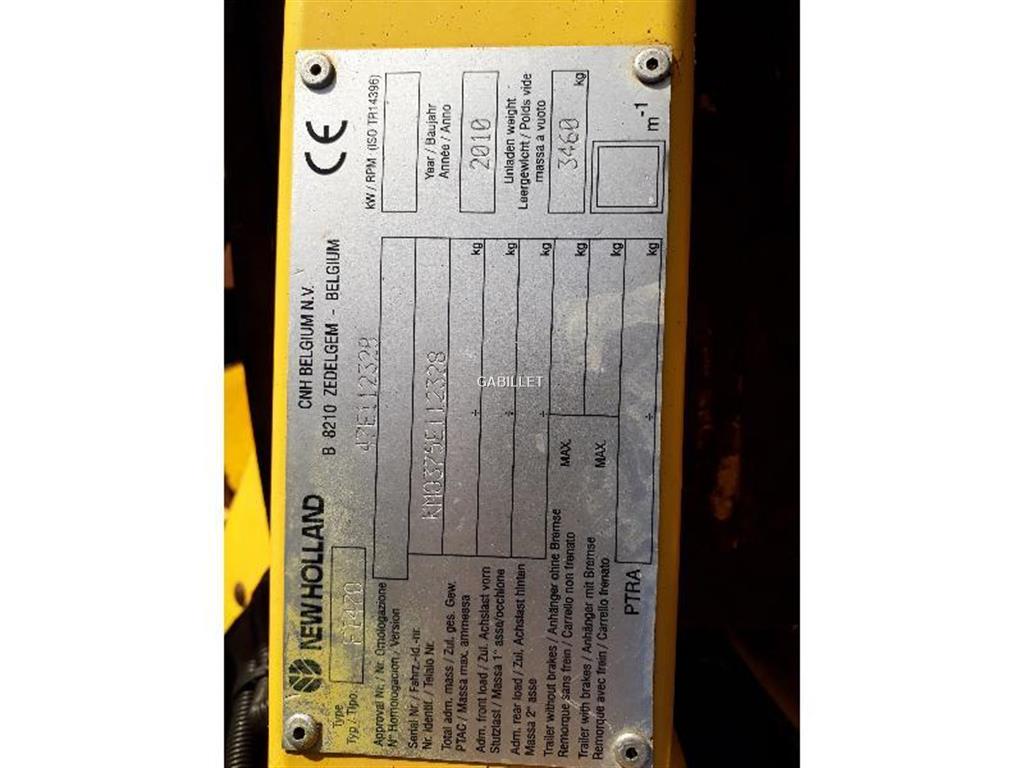 NEW HOLLAND
CNH BELGIUM N.V.
B 8210 ZEDELGEM - BELGIUM
CE
Type
Typ / Tipo:
47E112328
Approval Nr. / Nr. Omologazione
N° Homologacion / Version
Serial Nr / Fahrz.-Id.-nr.
Nr. Identif. / Telaio Nr.
KM0375E112328
Total adm. mass / Zul. ges. Gew.
PTAC / Massa max. ammessa
kg
Adm. front load / Zul. Achslast vorn
Stutzlast / Massa 1° asse/occhione
÷ kg
Adm. rear load / Zul. Achslast hinten
Massa 2° asse
÷ kg
Trailer without brakes / Anhänger ohne Bremse
Remorque sans frein / Carrello non frenato
MAX. kg
Trailer with brakes / Anhänger mit Bremse
Remorque avec frein / Carrello frenato
MAX. kg
PTRA ÷ kg
kW / RPM : (ISO TR14396)
Year / Baujahr
Année / Anno
2010
Unladen weight
Leergewicht / Poids vide
massa a vuoto
3460 kg
m-1
GABILLET